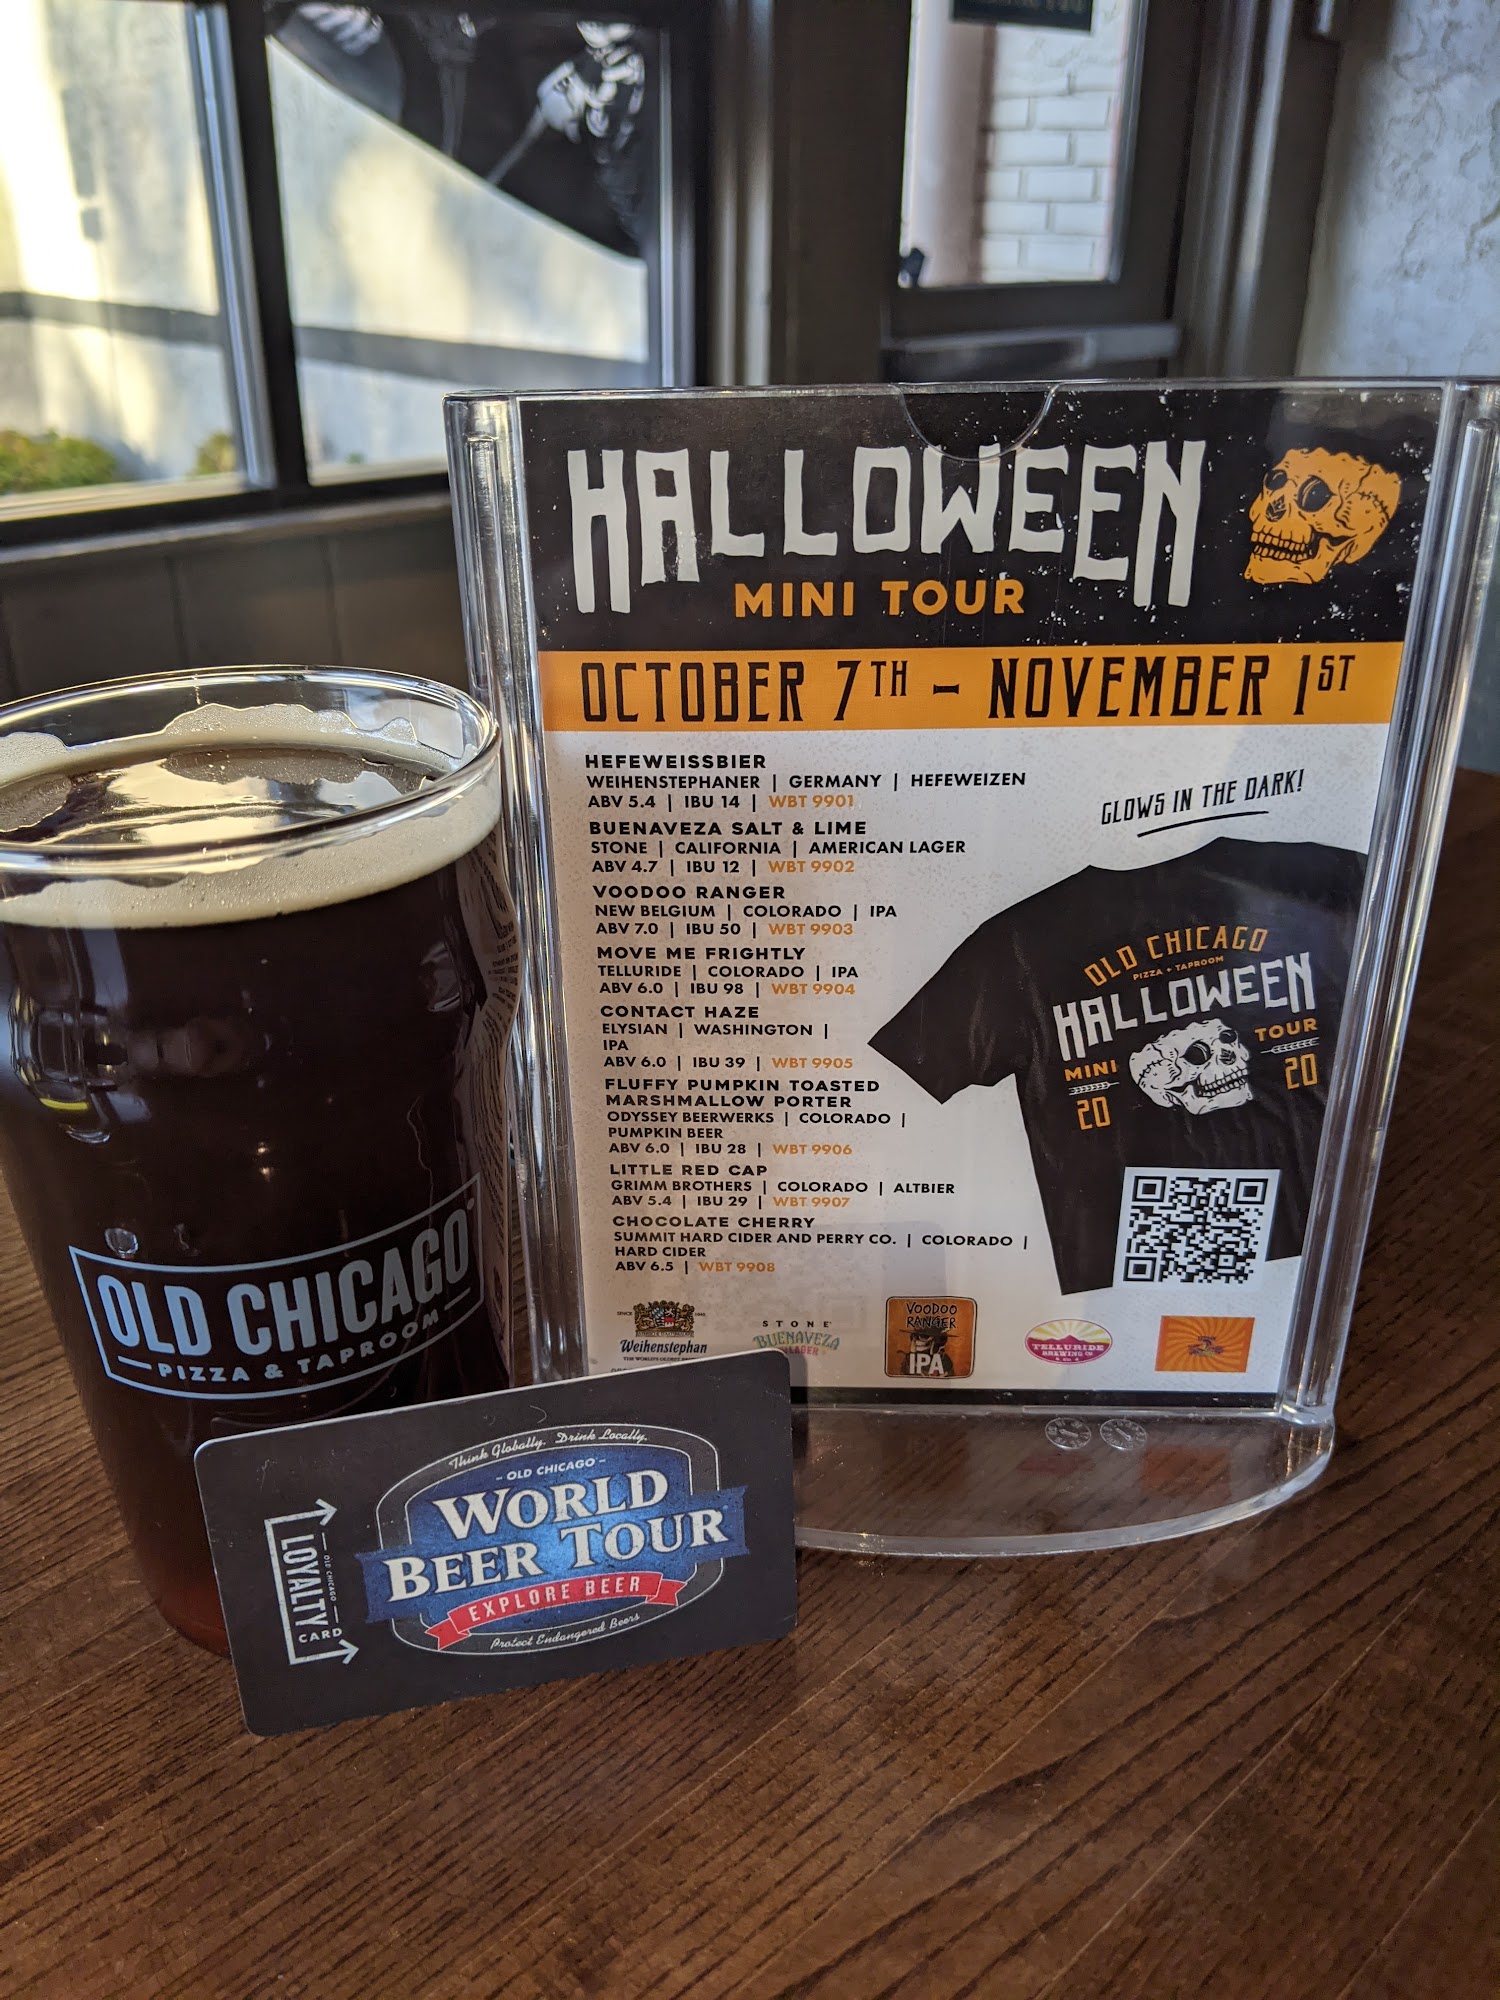 HALLOWEEN
MINI TOUR
OCTOBER 7TH - NOVEMBER 1ST
HEFEWEISSBIER
WEIHENSTEPHANER | GERMANY | HEFEWEIZEN
ABV 5.4 | IBU 14 | WBT 9901
BUENAVEZA SALT & LIME
STONE | CALIFORNIA | AMERICAN LAGER
ABV 4.7 | IBU 12 | WBT 9902
VOODOO RANGER
NEW BELGIUM | COLORADO | IPA
ABV 7.0 | IBU 50 | WBT 9903
MOVE ME FRIGHTLY
TELLURIDE | COLORADO | IPA
ABV 6.0 | IBU 98 | WBT 9904
CONTACT HAZE
ELYSIAN | WASHINGTON |
IPA
ABV 6.0 | IBU 39 | WBT 9905
FLUFFY PUMPKIN TOASTED
MARSHMALLOW PORTER
ODYSSEY BEERWERKS | COLORADO |
PUMPKIN BEER
ABV 6.0 | IBU 28 | WBT 9906
LITTLE RED CAP
GRIMM BROTHERS | COLORADO | ALTBIER
ABV 5.4 | IBU 29 | WBT 9907
CHOCOLATE CHERRY
SUMMIT HARD CIDER AND PERRY CO. | COLORADO |
HARD CIDER
ABV 6.5 | WBT 9908
GLOWS IN THE DARK!
OLD CHICAGO
PIZZA + TAPROOM
HALLOWEEN
MINI TOUR
20 20
Weihenstephan
STONE
BUENAVEZA
LAGER
VOODOO
RANGER
IPA
TELLURIDE
BREWING CO
OLD CHICAGO
PIZZA & TAPROOM
Think Globally. Drink Locally.
OLD CHICAGO
WORLD
BEER TOUR
EXPLORE BEER
Protect Endangered Beers
OLD CHICAGO
LOYALTY
CARD